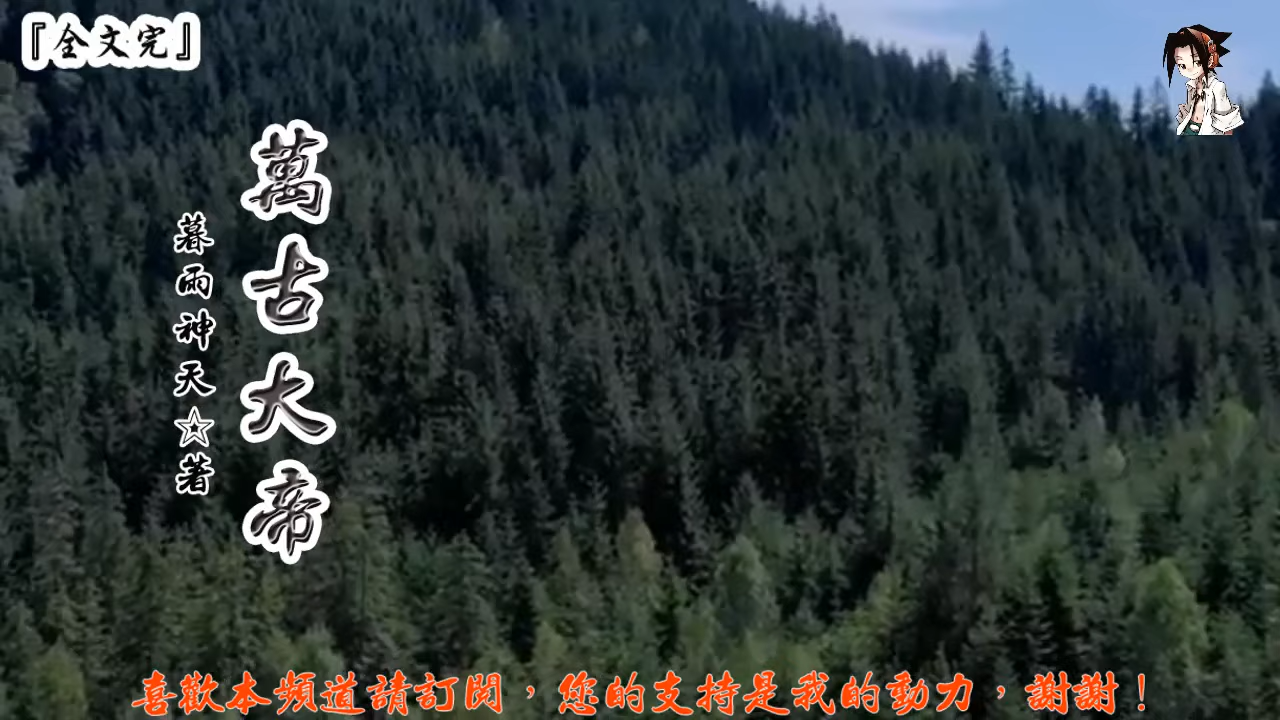 『全文完』
萬古大帝
暮雨神天☆著
喜歡本頻道請訂閱，您的支持是我的動力，謝謝！